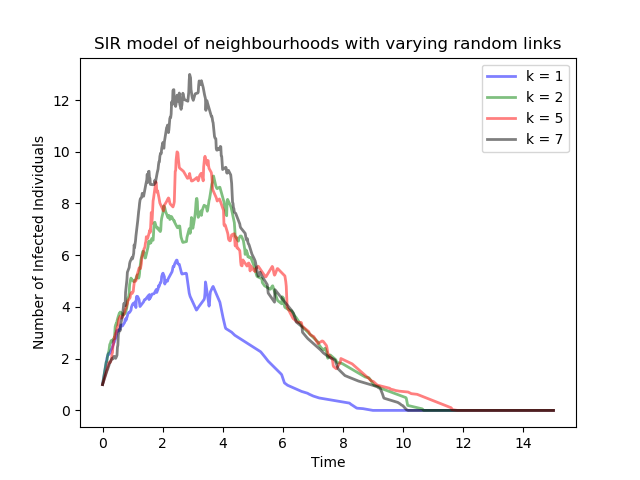 SIR model of neighbourhoods with varying random links
k = 1
k = 2
k = 5
k = 7
Number of Infected Individuals
12
10
8
6
4
2
0
0 2 4 6 8 10 12 14
Time